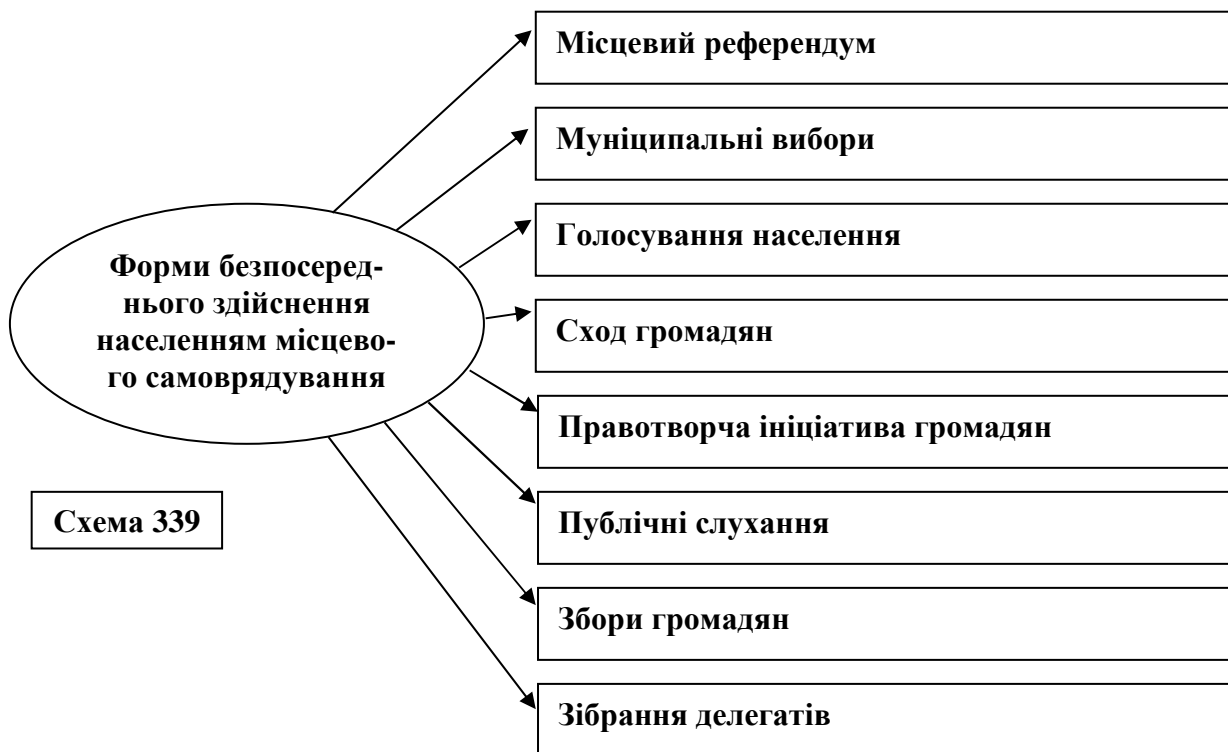 Місцевий референдум
Муніципальні вибори
Голосування населення
Форми безпосеред-
нього здійснення
населенням місцево-
го самоврядування
Сход громадян
Правотворча ініціатива громадян
Схема 339
Публічні слухання
Збори громадян
Зібрання делегатів